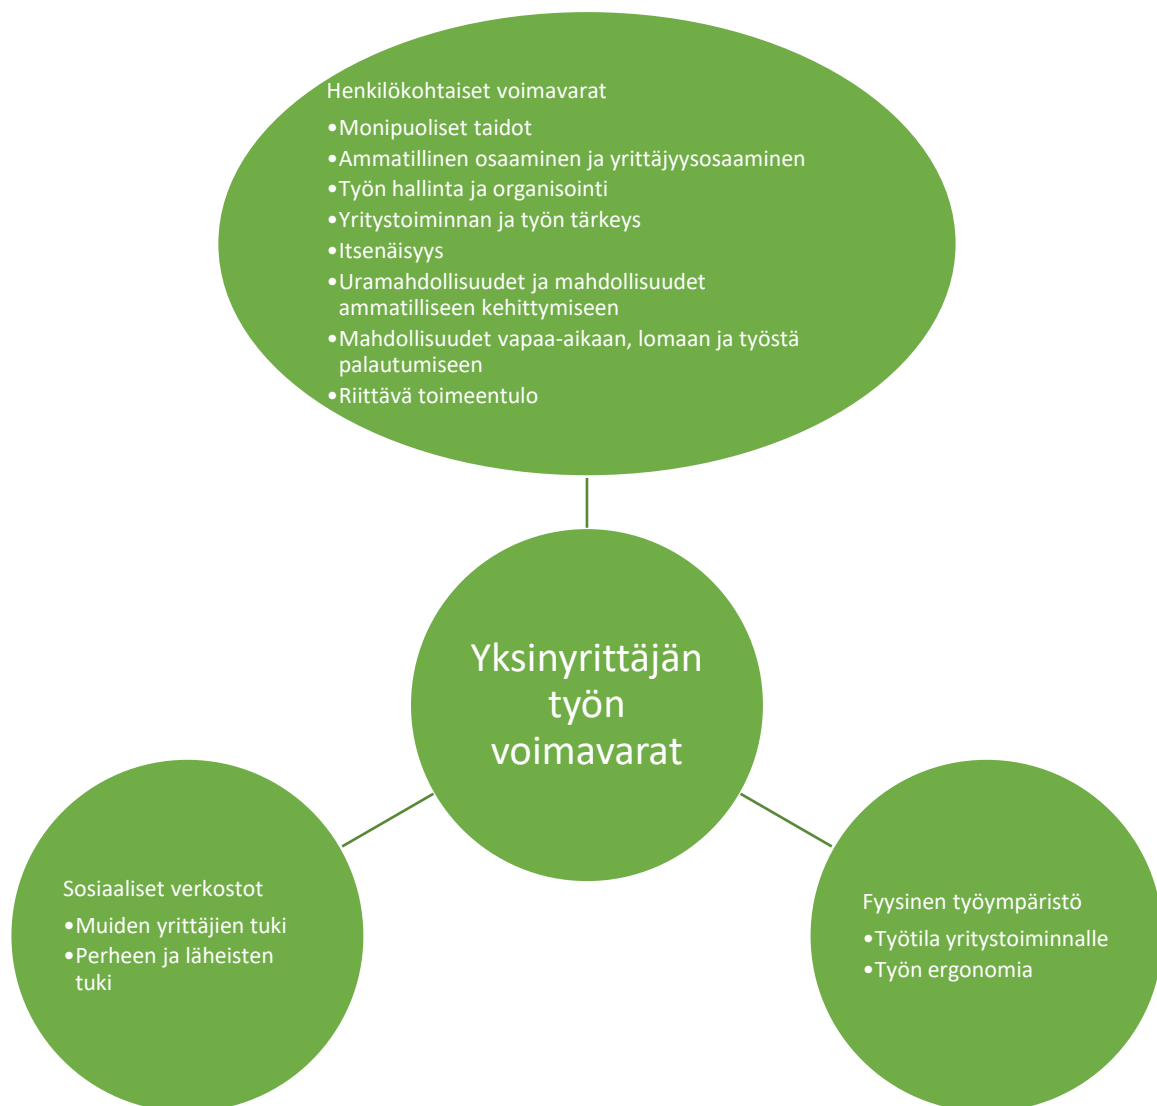 Henkilökohtaiset voimavarat
•Monipuoliset taidot
•Ammatillinen osaaminen ja yrittäjyysosaaminen
•Työn hallinta ja organisointi
•Yritystoiminnan ja työn tärkeys
•Itsenäisyys
•Uramahdollisuudet ja mahdollisuudet
ammatilliseen kehittymiseen
•Mahdollisuudet vapaa-aikaan, lomaan ja työstä
palautumiseen
•Riittävä toimeentulo
Yksinyrittäjän
työn
voimavarat
Sosiaaliset verkostot
•Muiden yrittäjien tuki
•Perheen ja läheisten
tuki
Fyysinen työympäristö
•Työtila yritystoiminnalle
•Työn ergonomia